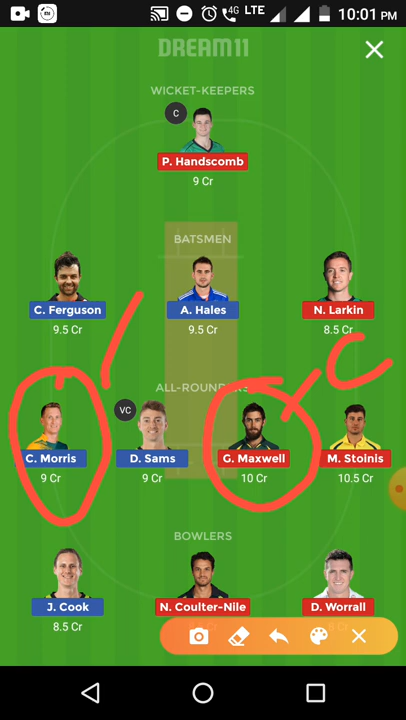 4G LTE 10:01 PM
DREAM11
WICKET-KEEPERS
C
P. Handscomb
9 Cr
BATSMEN
C. Ferguson A. Hales N. Larkin
9.5 Cr 9.5 Cr 8.5 Cr
C
ALL-ROUNDERS
VC
C. Morris D. Sams G. Maxwell M. Stoinis
9 Cr 9 Cr 10 Cr 10.5 Cr
BOWLERS
J. Cook N. Coulter-Nile D. Worrall
8.5 Cr